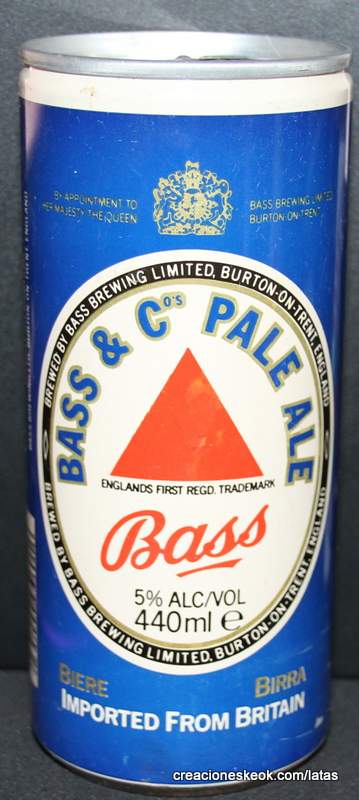 BY APPOINTMENT TO
HER MAJESTY THE QUEEN
BASS BREWING LIMITED
BURTON-ON-TRENT
BREWED BY BASS BREWING LIMITED, BURTON-ON-TRENT, ENGLAND
BASS & Cº'S PALE ALE
ENGLANDS FIRST REGD. TRADEMARK
Bass
5% ALC/VOL
440ml e
BREWED BY BASS BREWING LIMITED, BURTON-ON-TRENT ENGLAND
BIERE
BIRRA
IMPORTED FROM BRITAIN
creacioneskeok.com/latas